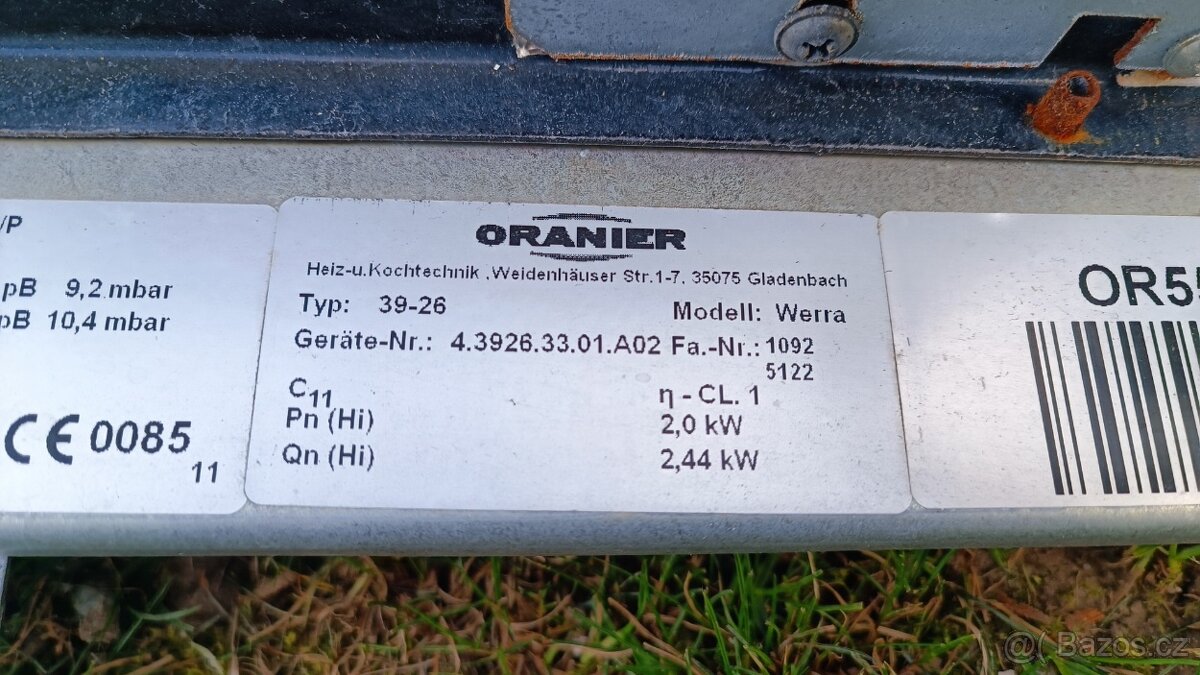 /P
pB 9,2 mbar
pB 10,4 mbar
CE 0085
11
ORANIER
Heiz-u.Kochtechnik ,Weidenhäuser Str.1-7, 35075 Gladenbach
Typ: 39-26 Modell: Werra
Geräte-Nr.: 4.3926.33.01.A02 Fa.-Nr.: 1092
5122
C11 η - CL. 1
Pn (Hi) 2,0 kW
Qn (Hi) 2,44 kW
OR55
Bazos.cz